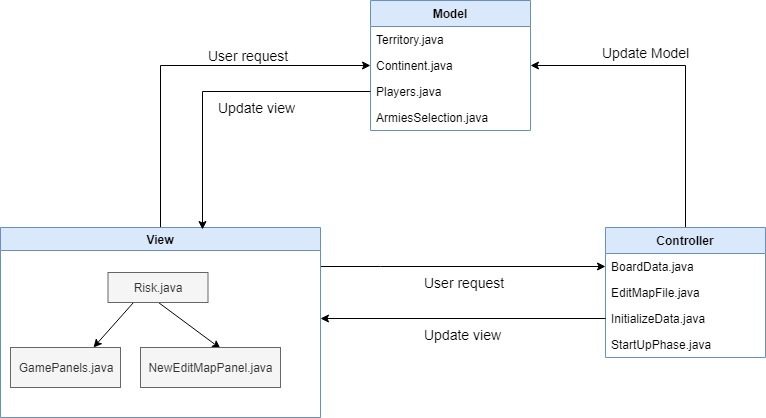 Model
Territory.java
Continent.java
Players.java
ArmiesSelection.java
User request
Update view
Update Model
View
Risk.java
GamePanels.java
NewEditMapPanel.java
User request
Update view
Controller
BoardData.java
EditMapFile.java
InitializeData.java
StartUpPhase.java